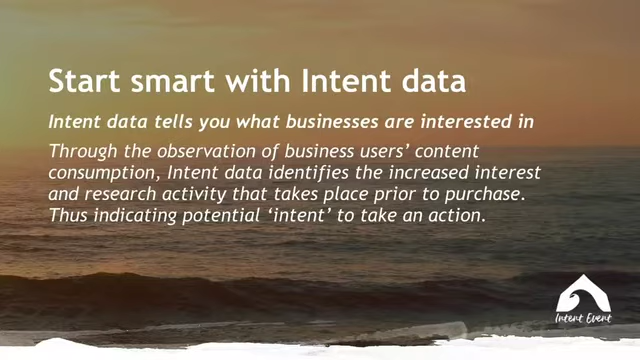 Start smart with Intent data
Intent data tells you what businesses are interested in
Through the observation of business users’ content
consumption, Intent data identifies the increased interest
and research activity that takes place prior to purchase.
Thus indicating potential ‘intent’ to take an action.
Intent Event